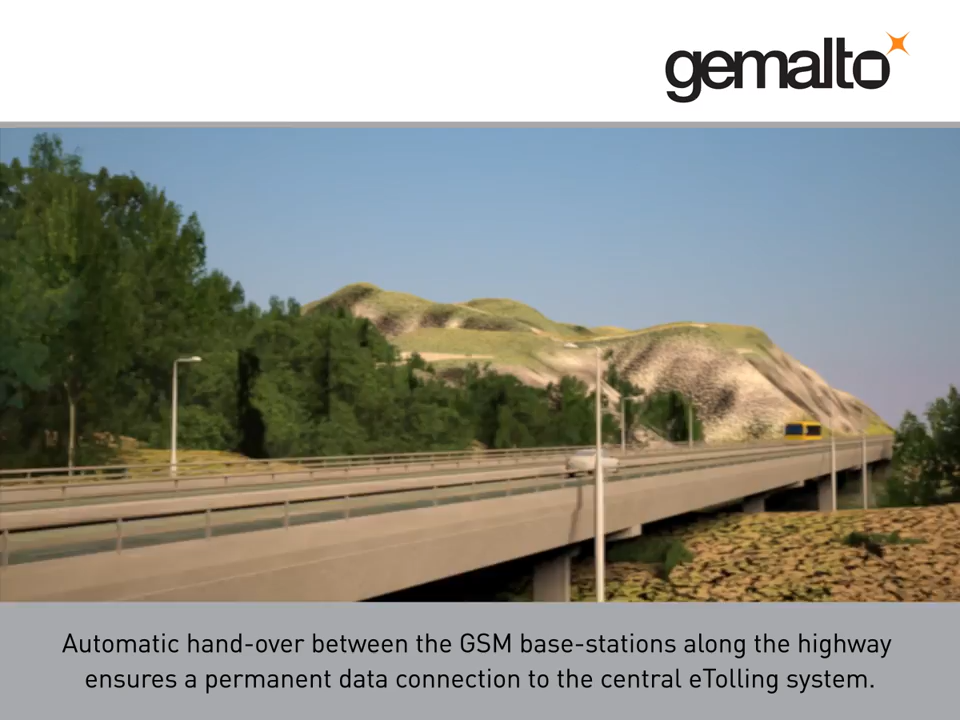 gemalto
Automatic hand-over between the GSM base-stations along the highway
ensures a permanent data connection to the central eTolling system.